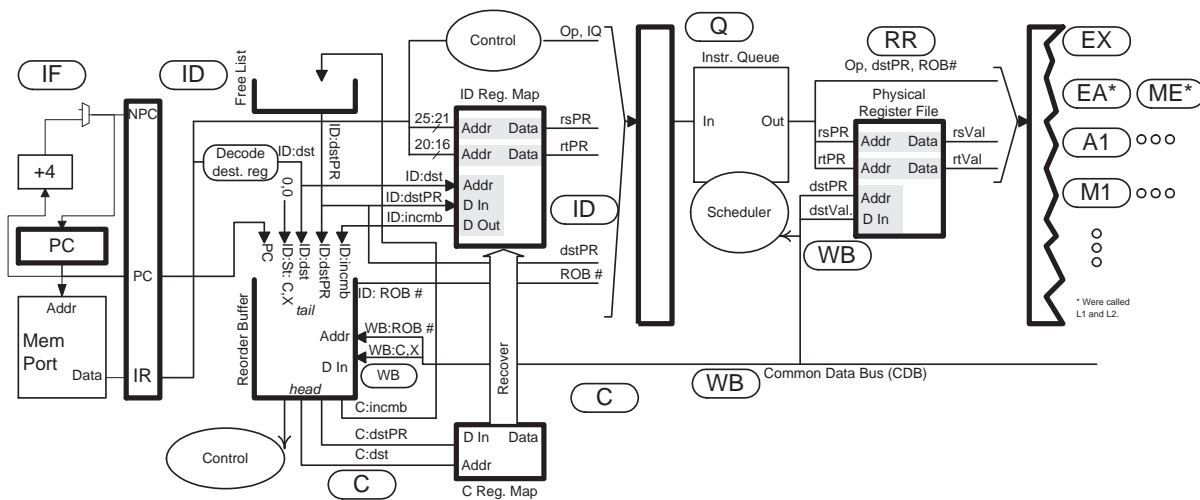 IF
ID
Free List
Control
Op, IQ
Q
Instr. Queue
RR
Op, dstPR, ROB#
Physical
Register File
EX
EA*
ME*
A1
M1
NPC
+4
PC
Addr
Mem
Port
Data
PC
IR
Decode
dest. reg
ID:dst
ID:dstPR
0,0
ID Reg. Map
25:21
Addr
Data
rsPR
20:16
Addr
Data
rtPR
ID:dst
Addr
ID:dstPR
D In
ID:incmb
D Out
ID
dstPR
ROB #
In
Out
Scheduler
rsPR
Addr
Data
rsVal
rtPR
Addr
Data
rtVal
dstPR
Addr
dstVal.
D In
WB
PC
ID:St: C,X
ID:dst
ID:dstPR
ID:incmb
tail
ID: ROB #
Reorder Buffer
Addr
WB:ROB #
WB:C,X
D In
WB
head
Recover
C
WB
Common Data Bus (CDB)
* Were called
L1 and L2.
C:incmb
C:dstPR
C:dst
D In
Data
Addr
C Reg. Map
Control
C